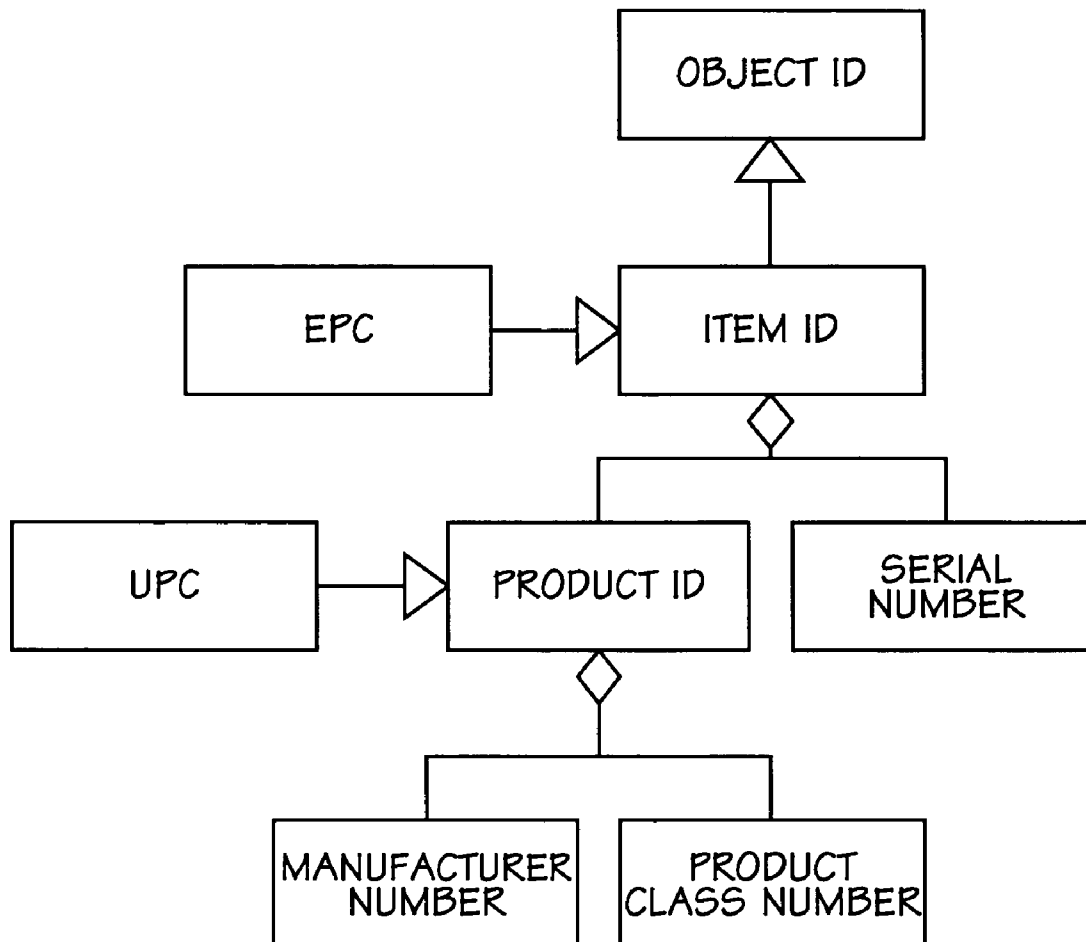 OBJECT ID
EPC
ITEM ID
UPC
PRODUCT ID
SERIAL
NUMBER
MANUFACTURER
NUMBER
PRODUCT
CLASS NUMBER